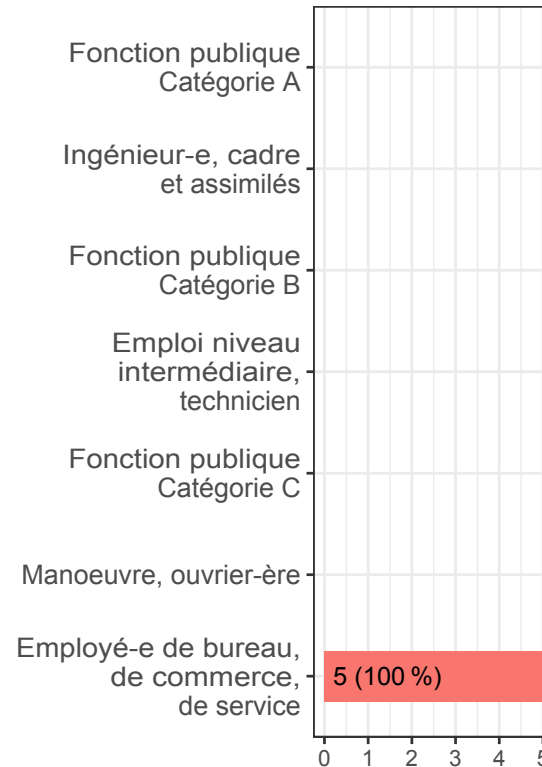 Fonction publique
Catégorie A
Ingénieur-e, cadre
et assimilés
Fonction publique
Catégorie B
Emploi niveau
intermédiaire,
technicien
Fonction publique
Catégorie C
Manoeuvre, ouvrier-ère
Employé-e de bureau,
de commerce,
de service
5 (100 %)
0 1 2 3 4 5